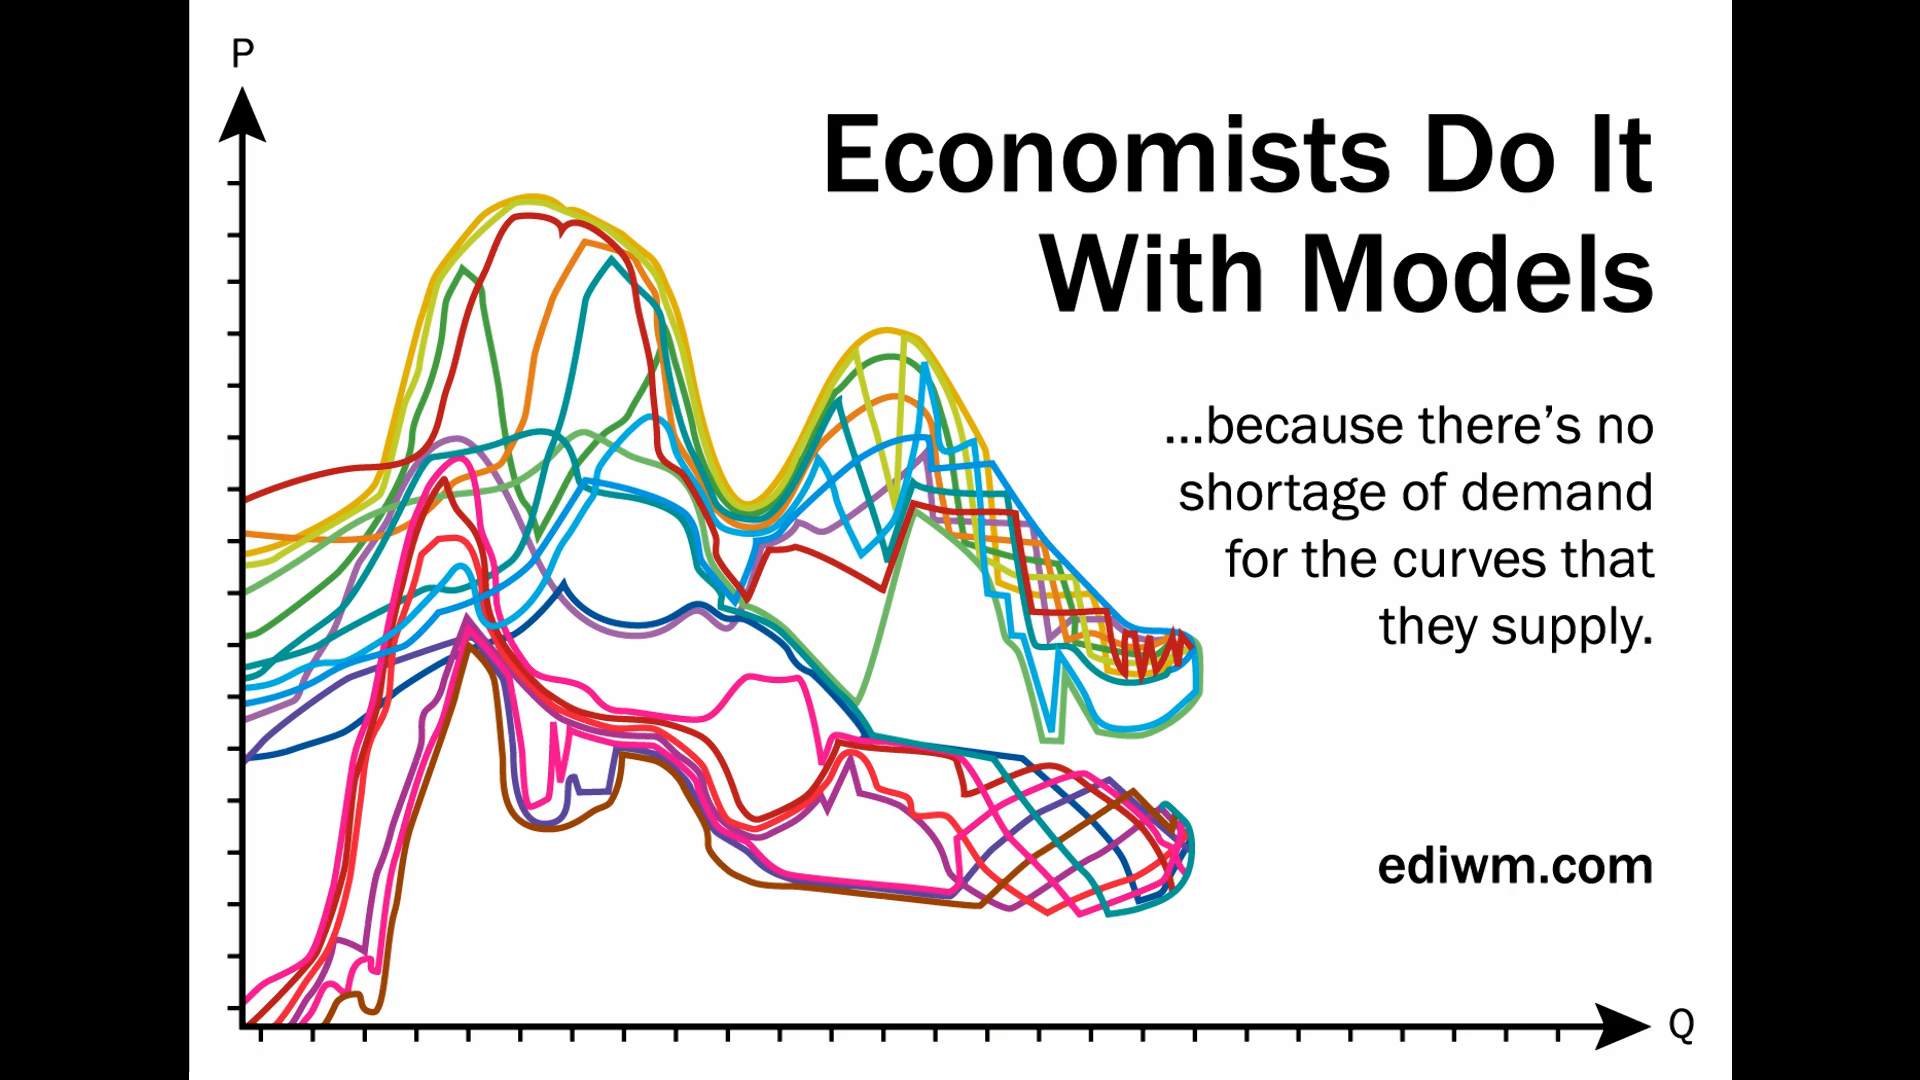 P
Economists Do It
With Models
...because there's no
shortage of demand
for the curves that
they supply.
ediwm.com
Q